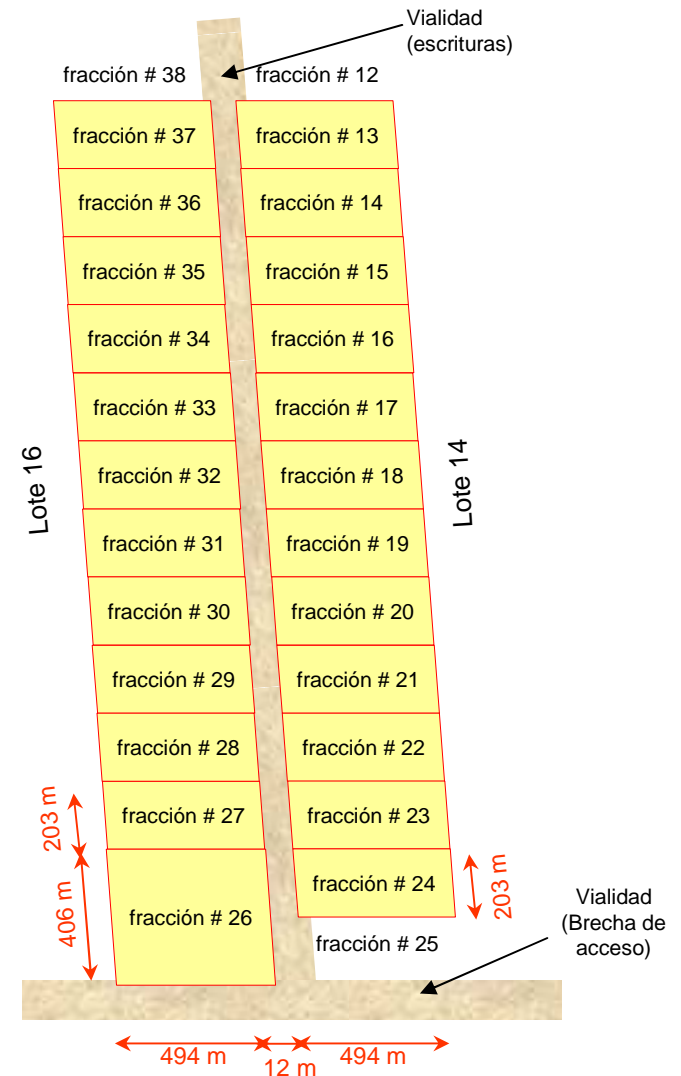 Vialidad
(escrituras)
fracción # 38
fracción # 12
fracción # 37
fracción # 13
fracción # 36
fracción # 14
fracción # 35
fracción # 15
fracción # 34
fracción # 16
fracción # 33
fracción # 17
Lote 16
Lote 14
fracción # 32
fracción # 18
fracción # 31
fracción # 19
fracción # 30
fracción # 20
fracción # 29
fracción # 21
fracción # 28
fracción # 22
203 m
fracción # 27
fracción # 23
406 m
fracción # 26
fracción # 24
203 m
fracción # 25
Vialidad
(Brecha de
acceso)
494 m
12 m
494 m